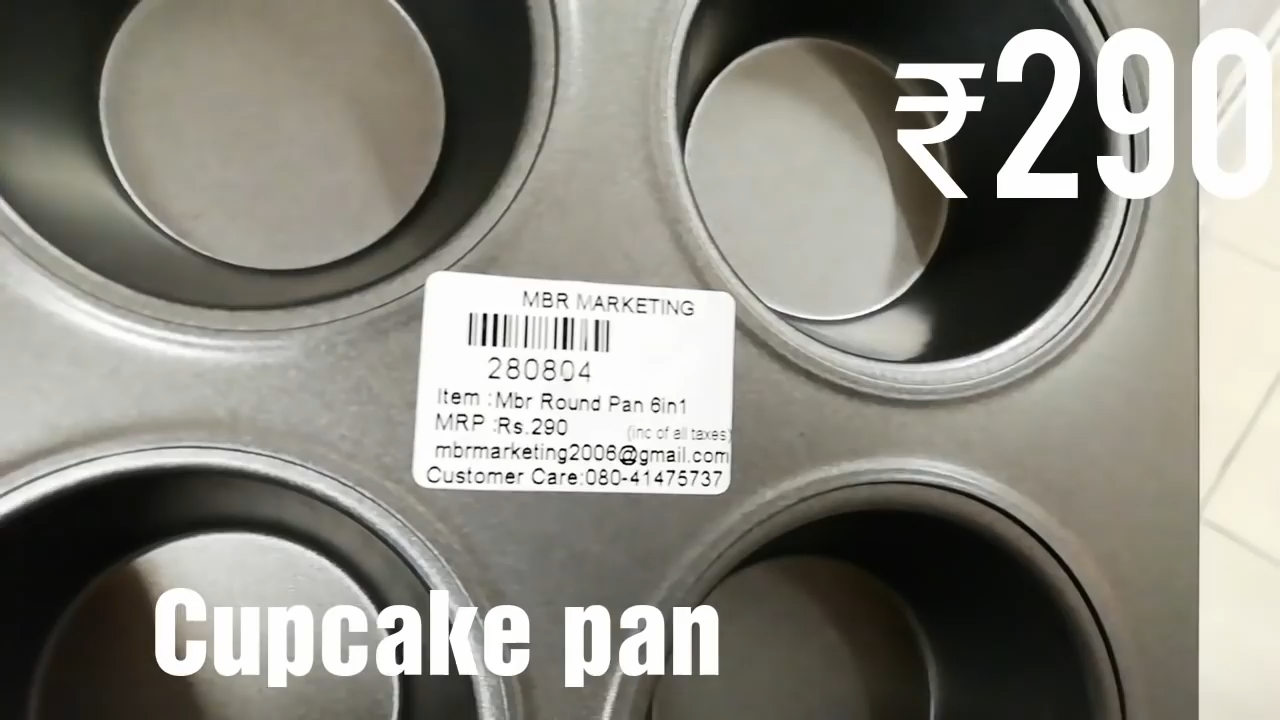 ₹290
MBR MARKETING
280804
Item :Mbr Round Pan 6in1
MRP :Rs.290 (inc of all taxes)
mbrmarketing2006@gmail.com
Customer Care:080-41475737
Cupcake pan